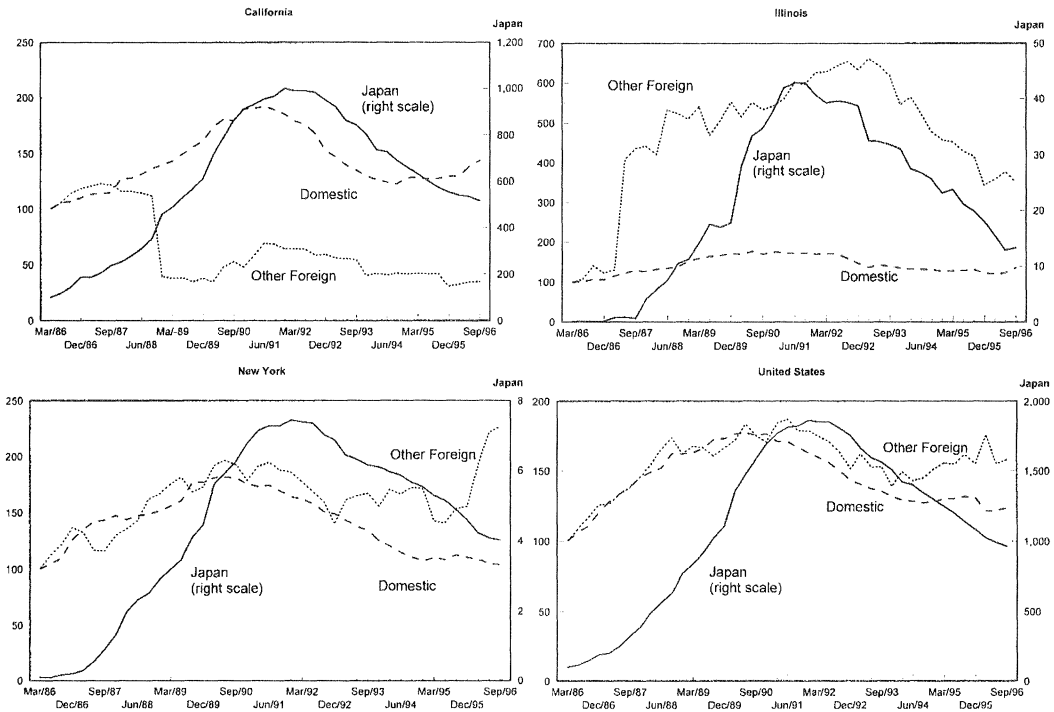 California
Japan
250
200
150
100
50
0
1,200
1,000
800
600
400
200
0
Japan
(right scale)
Domestic
Other Foreign
Mar/86 Sep/87 Ma/-89 Sep/90 Mar/92 Sep/93 Mar/95 Sep/96
Dec/86 Jun/88 Dec/89 Jun/91 Dec/92 Jun/94 Dec/95
Illinois
Japan
700
600
500
400
300
200
100
0
50
40
30
20
10
0
Other Foreign
Japan
(right scale)
Domestic
Mar/86 Sep/87 Mar/89 Sep/90 Mar/92 Sep/93 Mar/95 Sep/96
Dec/86 Jun/88 Dec/89 Jun/91 Dec/92 Jun/94 Dec/95
New York
Japan
250
200
150
100
50
0
8
6
4
2
0
Other Foreign
Japan
(right scale)
Domestic
Mar/86 Sep/87 Mar/89 Sep/90 Mar/92 Sep/93 Mar/95 Sep/96
Dec/86 Jun/88 Dec/89 Jun/91 Dec/92 Jun/94 Dec/95
United States
Japan
200
150
100
50
0
2,000
1,500
1,000
500
0
Other Foreign
Domestic
Japan
(right scale)
Mar/86 Sep/87 Mar/89 Sep/90 Mar/92 Sep/93 Mar/95 Sep/96
Dec/86 Jun/88 Dec/89 Jun/91 Dec/92 Jun/94 Dec/95